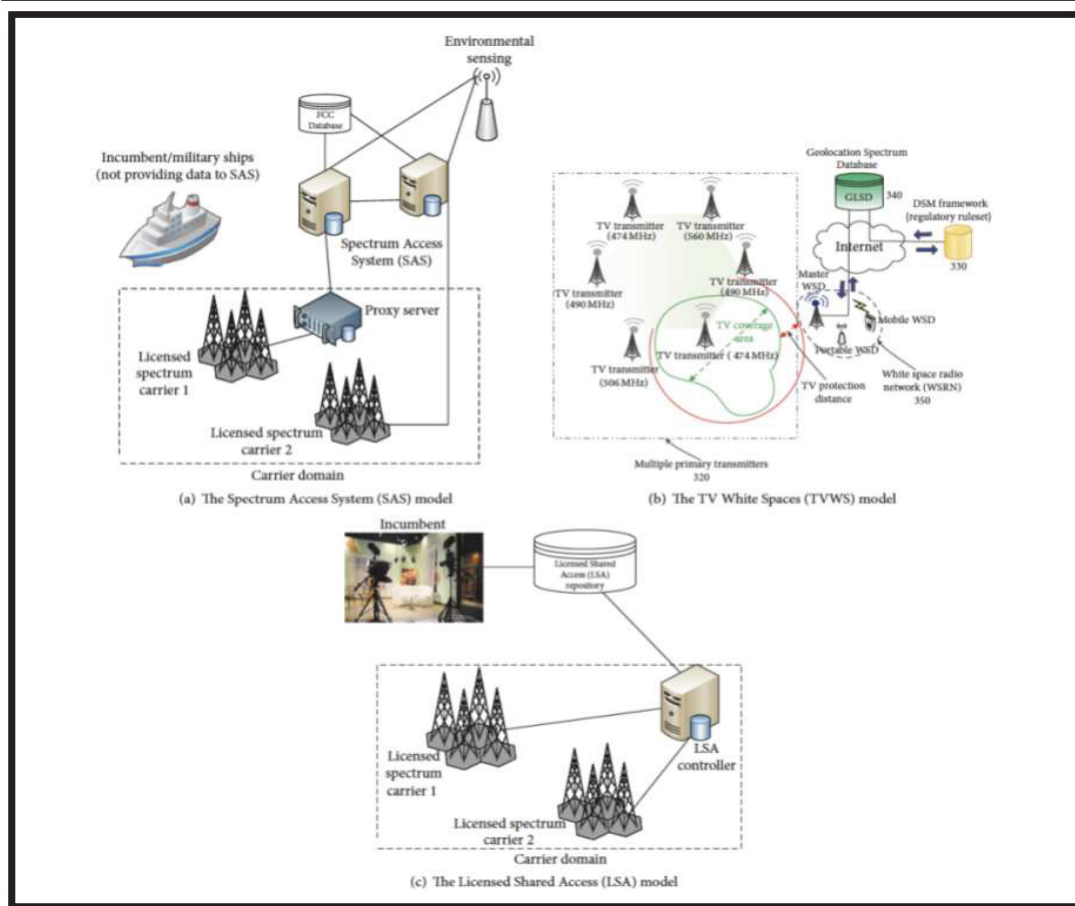 Environmental
sensing
FCC
Database
Incumbent/military ships
(not providing data to SAS)
Spectrum Access
System (SAS)
Proxy server
Licensed
spectrum
carrier 1
Licensed spectrum
carrier 2
Carrier domain
(a) The Spectrum Access System (SAS) model
Geolocation Spectrum
Database
GLSD
340
DSM framework
(regulatory ruleset)
330
Internet
TV transmitter
(474 MHz)
TV transmitter
(560 MHz)
TV transmitter
(490 MHz)
TV transmitter
(490 MHz)
Master
WSD
Mobile WSD
Portable WSD
TV coverage
area
TV transmitter (474 MHz)
TV transmitter
(506 MHz)
TV protection
distance
White space radio
network (WSRN)
350
Multiple primary transmitters
320
(b) The TV White Spaces (TVWS) model
Incumbent
Licensed Shared
Access (LSA)
repository
Licensed
spectrum
carrier 1
LSA
controller
Licensed spectrum
carrier 2
Carrier domain
(c) The Licensed Shared Access (LSA) model